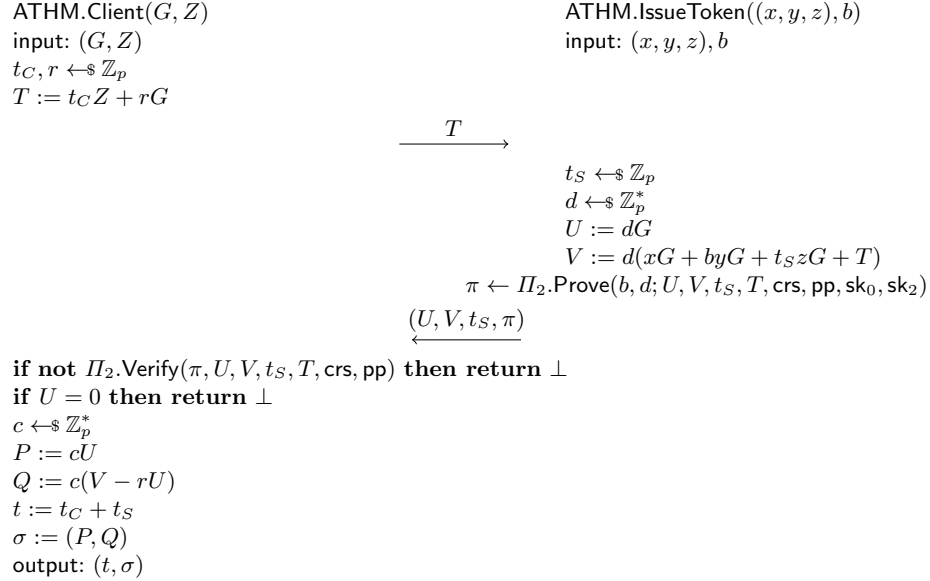 ATHM.Client(G, Z)
input: (G, Z)
t_C, r ←$ ℤ_p
T := t_C Z + rG
ATHM.IssueToken((x, y, z), b)
input: (x, y, z), b
T
t_S ←$ ℤ_p
d ←$ ℤ_p^*
U := dG
V := d(xG + byG + t_S zG + T)
π ← Π_2.Prove(b, d; U, V, t_S, T, crs, pp, sk_0, sk_2)
(U, V, t_S, π)
if not Π_2.Verify(π, U, V, t_S, T, crs, pp) then return ⊥
if U = 0 then return ⊥
c ←$ ℤ_p^*
P := cU
Q := c(V − rU)
t := t_C + t_S
σ := (P, Q)
output: (t, σ)